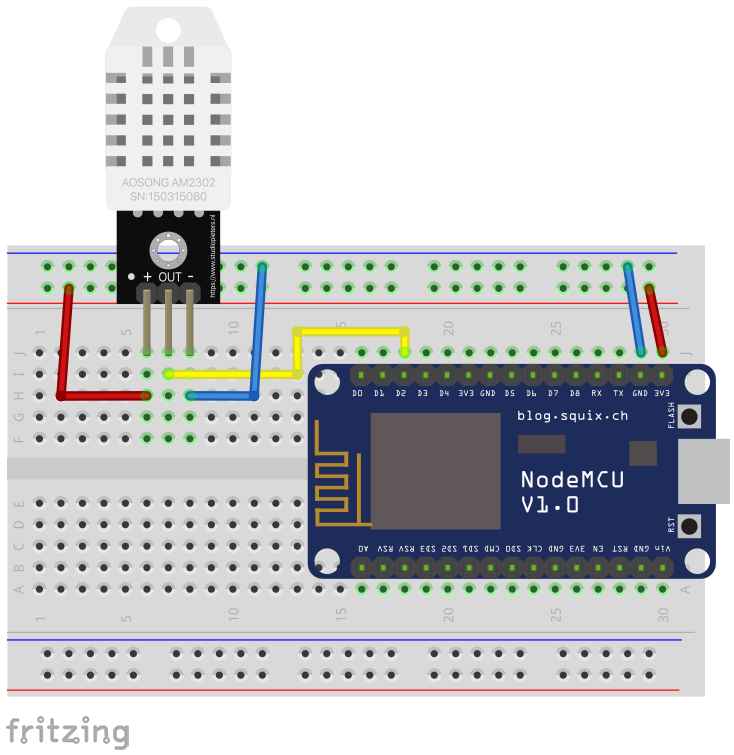 AOSONG AM2302
SN:150315080
+ OUT -
https://www.studiopieters.nl
1 5 10 15 20 25 30
J J
I
H
G
F
D0 D1 D2 D3 D4 3V3 GND D5 D6 D7 D8 RX TX GND 3V3
blog.squix.ch
FLASH
NodeMCU
V1.0
RST
A0 RSV RSV SD3 SD2 SD1 CMD SD0 CLK GND 3V3 EN RST GND Vin
E
D
C
B
A A
1 5 10 15 20 25 30
fritzing